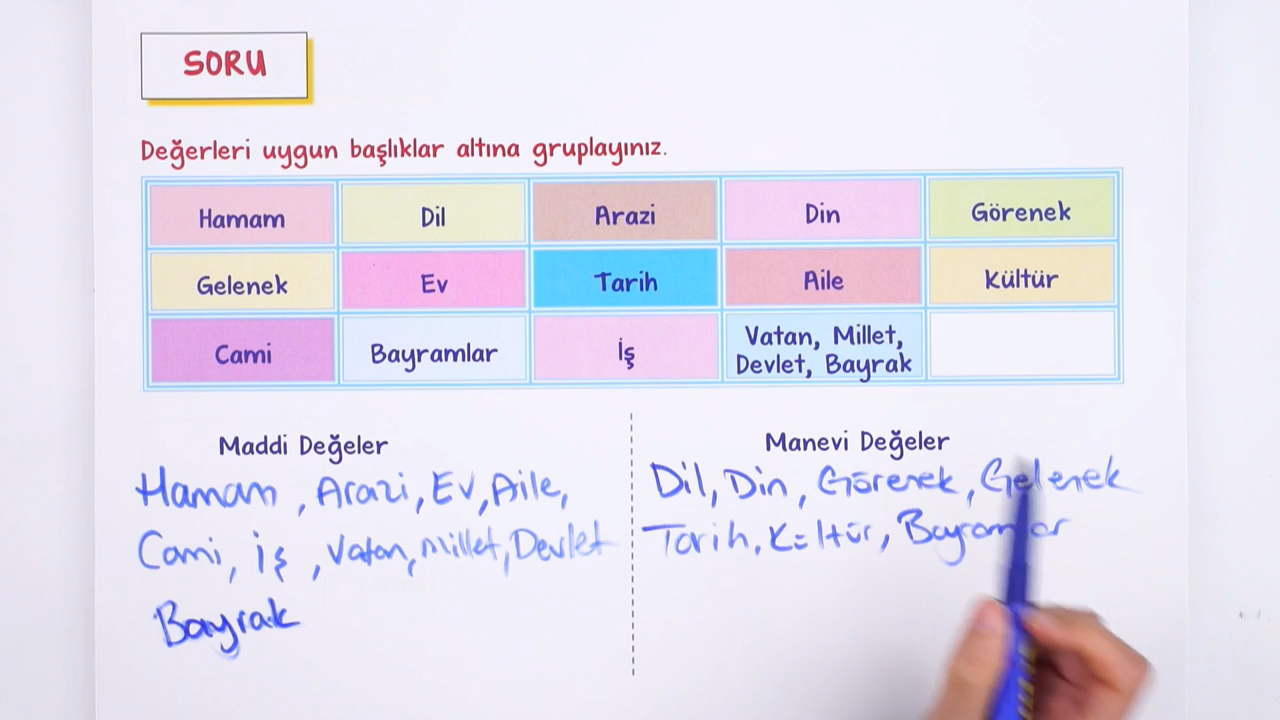 SORU
Değerleri uygun başlıklar altına gruplayınız.
Hamam Dil Arazi Din Görenek
Gelenek Ev Tarih Aile Kültür
Cami Bayramlar İş Vatan, Millet, Devlet, Bayrak
Maddi Değeler
Hamam, Arazi, Ev, Aile,
Cami, İş, Vatan, Millet, Devlet
Bayrak
Manevi Değeler
Dil, Din, Görenek, Gelenek
Tarih, Kültür, Bayramlar